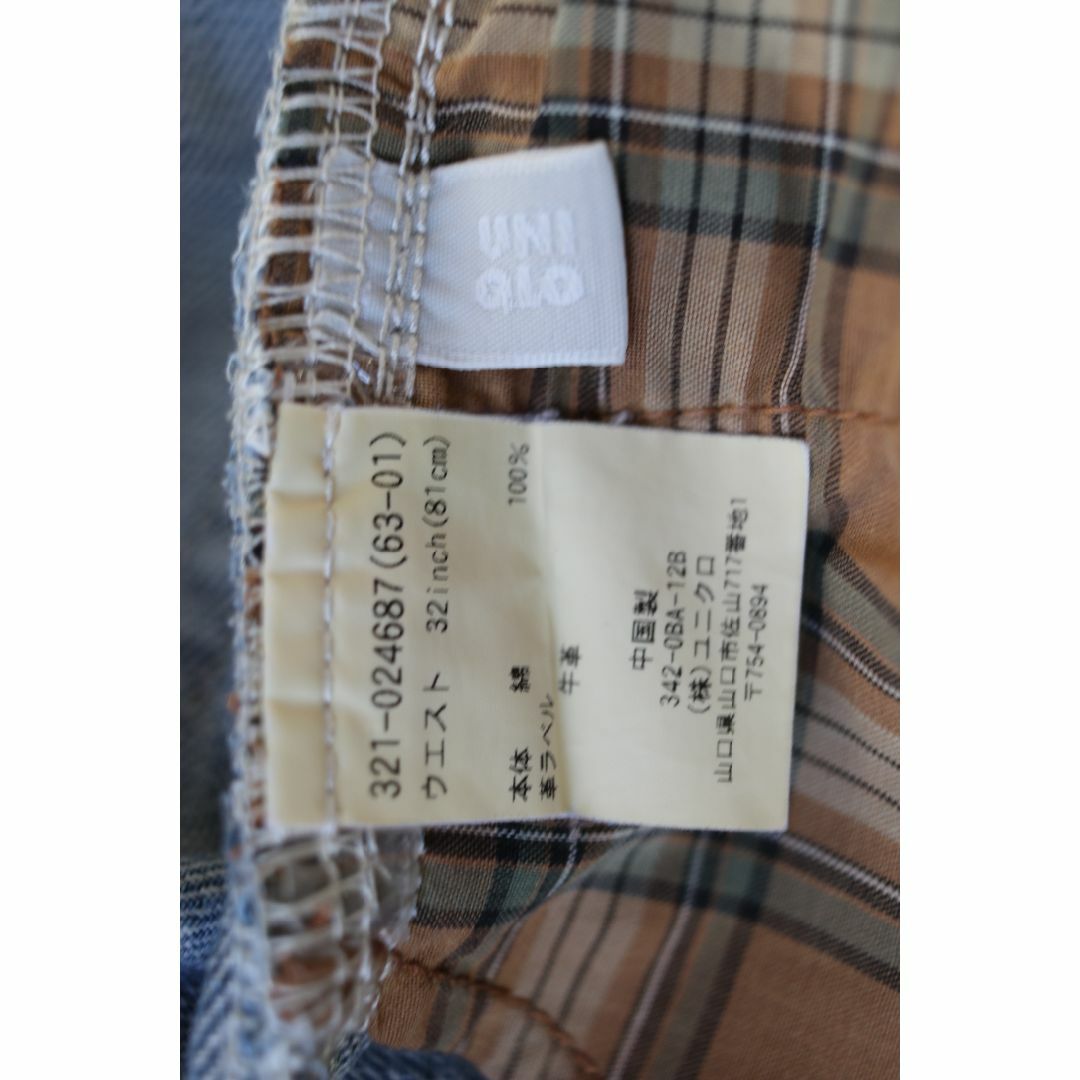 UNI
QLO
321-024687(63-01)
ウエスト 32inch(81cm)
本体 綿 100%
革ラベル 牛革
中国製
342-0BA-12B
(株)ユニクロ
山口県山口市佐山717番地1
〒754-0894